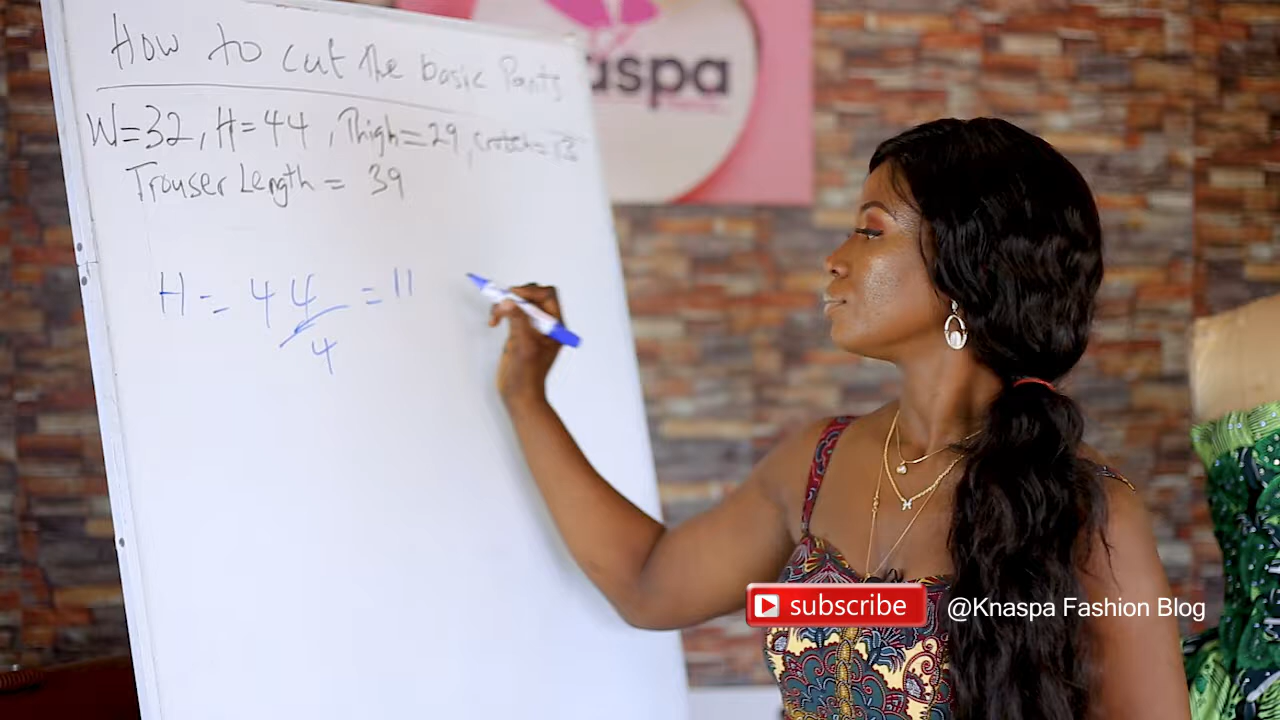 How to cut the basic Pants
aspa
W=32, H=44, Thigh=29, crotch=13
Trouser Length = 39
H = 44/4 = 11
subscribe
@Knaspa Fashion Blog